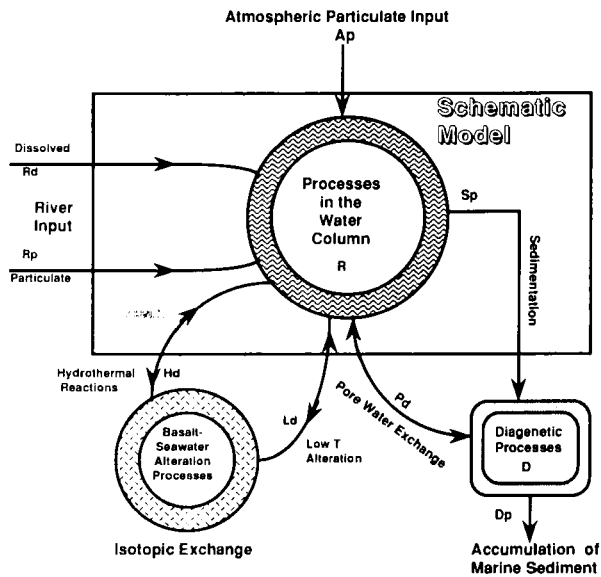 Atmospheric Particulate Input
Ap
Schematic
Model
Dissolved
Rd
River
Input
Rp
Particulate
Processes
in the
Water
Column
R
Sp
Sedimentation
Hydrothermal
Reactions
Hd
Ld
Low T
Alteration
Pd
Pore Water Exchange
Basalt-
Seawater
Alteration
Processes
Isotopic Exchange
Diagenetic
Processes
D
Dp
Accumulation of
Marine Sediment